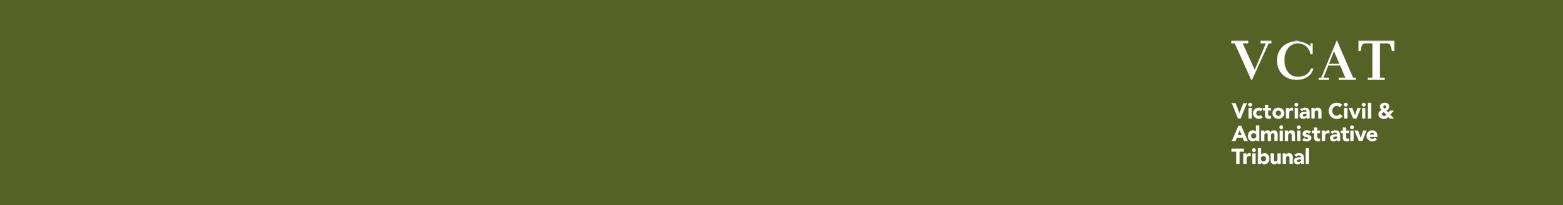 VCAT
Victorian Civil &
Administrative
Tribunal